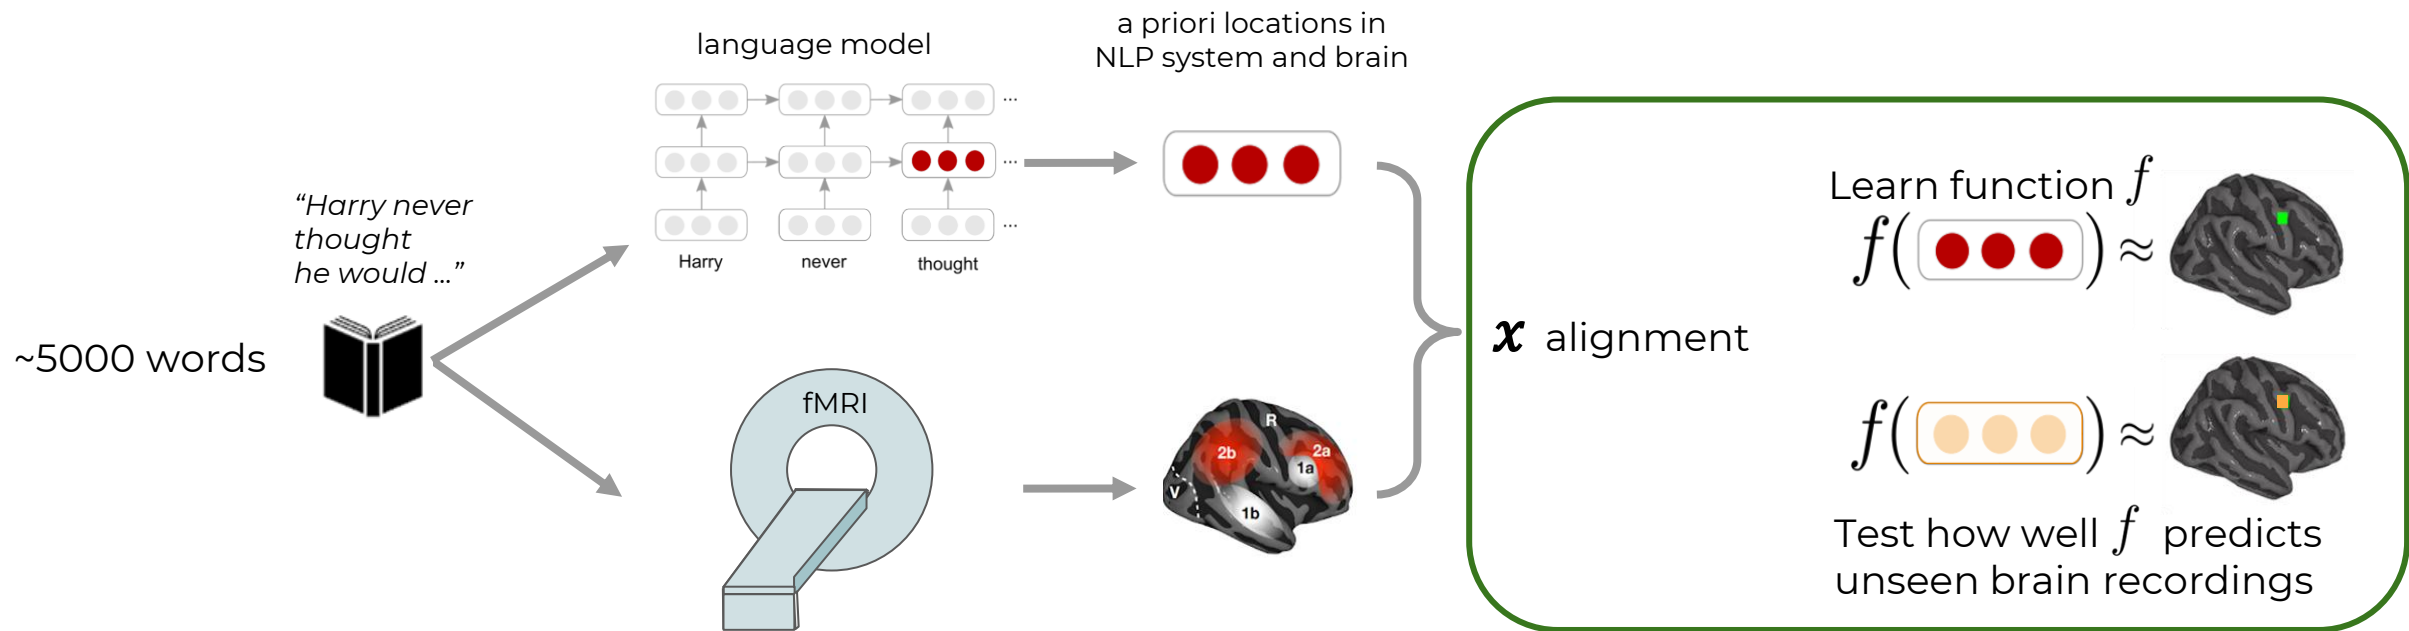 ~5000 words
“Harry never
thought
he would ...”
language model
...
...
...
Harry never thought
fMRI
a priori locations in
NLP system and brain
R
2b
2a
1a
V
1b
x alignment
Learn function f
f( ) ≈
f( ) ≈
Test how well f predicts
unseen brain recordings